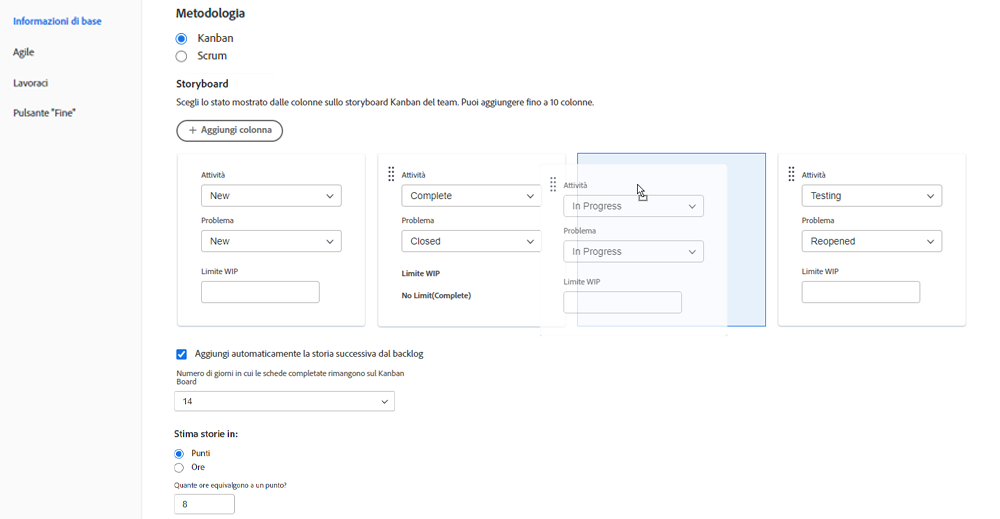 Informazioni di base
Agile
Lavoraci
Pulsante "Fine"
Metodologia
Kanban
Scrum
Storyboard
Scegli lo stato mostrato dalle colonne sullo storyboard Kanban del team. Puoi aggiungere fino a 10 colonne.
+ Aggiungi colonna
Attività
New
Problema
New
Limite WIP
Attività
Complete
Problema
Closed
Limite WIP
No Limit(Complete)
Attività
In Progress
Problema
In Progress
Limite WIP
Attività
Testing
Problema
Reopened
Limite WIP
Aggiungi automaticamente la storia successiva dal backlog
Numero di giorni in cui le schede completate rimangono sul Kanban
Board
14
Stima storie in:
Punti
Ore
Quante ore equivalgono a un punto?
8